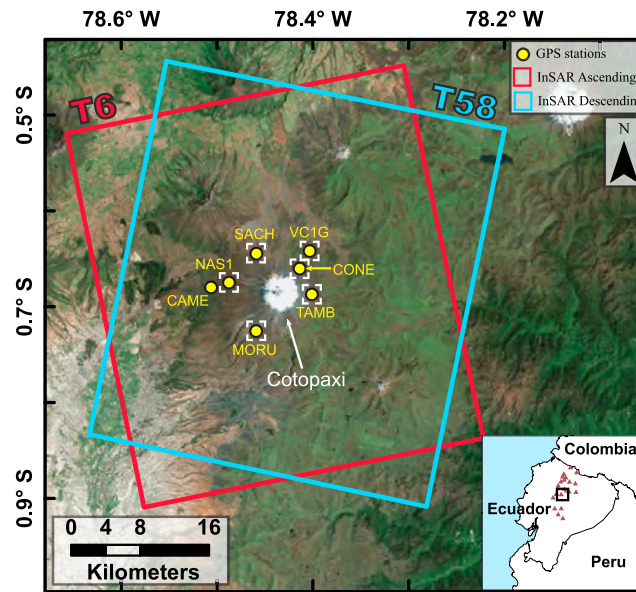 78.6° W
78.4° W
78.2° W
GPS stations
InSAR Ascending
InSAR Descending
T6
T58
N
0.5° S
0.7° S
0.9° S
SACH
VC1G
NAS1
CONE
CAME
TAMB
MORU
Cotopaxi
0 4 8 16
Kilometers
Colombia
Ecuador
Peru